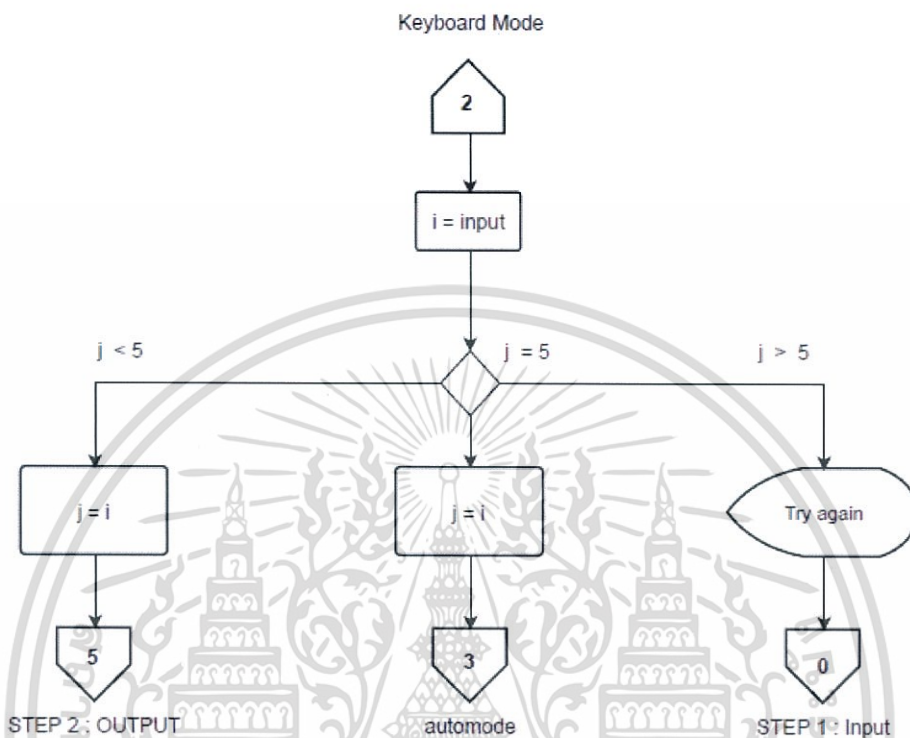 Keyboard Mode
2
i = input
j < 5
j = 5
j > 5
j = i
j = i
Try again
5
3
0
STEP 2 : OUTPUT
automode
STEP 1 : Input